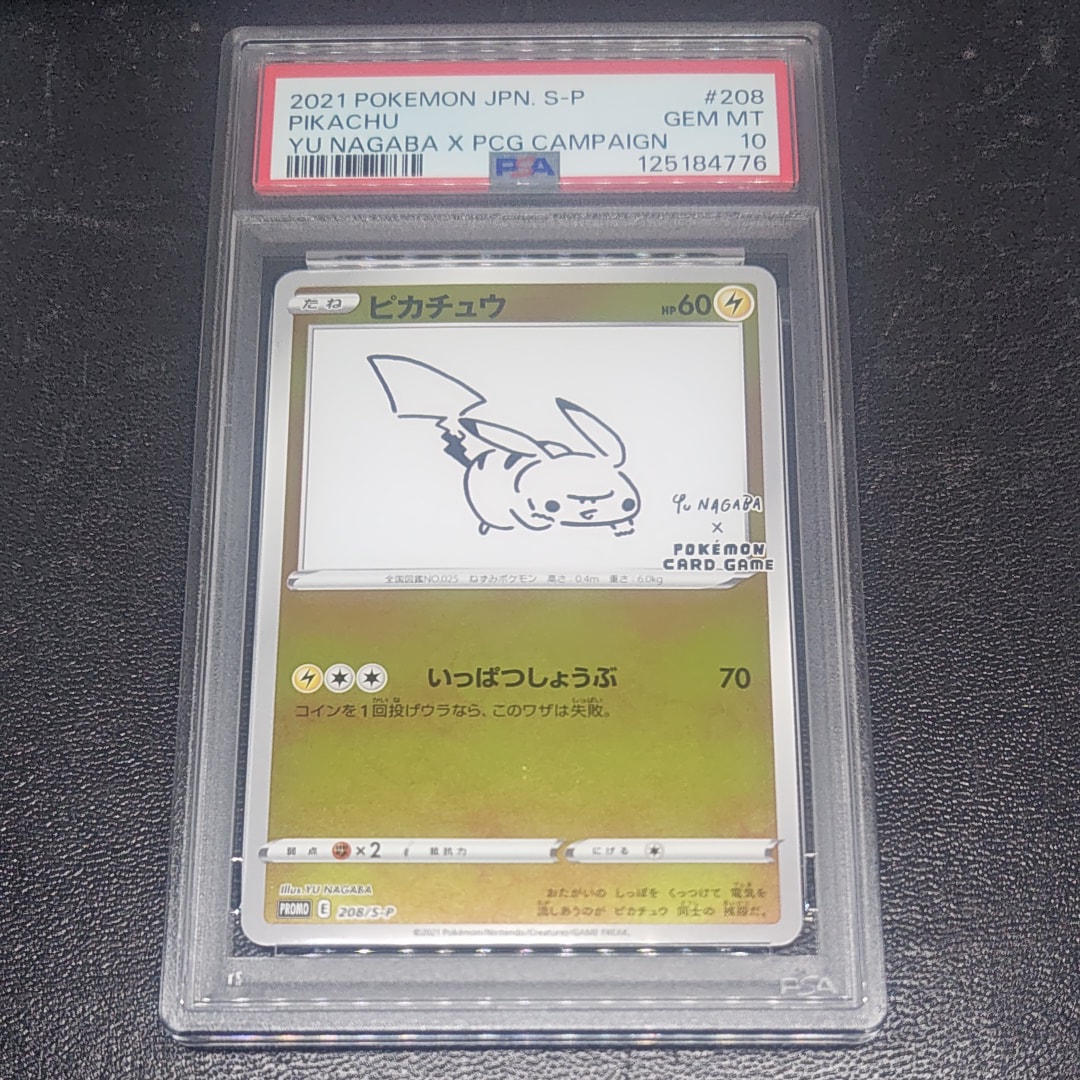 2021 POKEMON JPN. S-P #208
PIKACHU GEM MT
YU NAGABA X PCG CAMPAIGN 10
PSA 125184776
たね ピカチュウ HP60
YU NAGABA
×
POKÉMON
CARD GAME
全国図鑑NO.025 ねずみポケモン 高さ:0.4m 重さ:6.0kg
いっぱつしょうぶ 70
コインを1回投げウラなら、このワザは失敗。
弱点 ×2 抵抗力 にげる
Illus. YU NAGABA
おたがいの しっぽを くっつけて 電気を
PROMO E 208/S-P
流しあうのが ピカチュウ 同士の 挨拶だ。
©2021 Pokémon/Nintendo/Creatures/GAME FREAK.
PSA